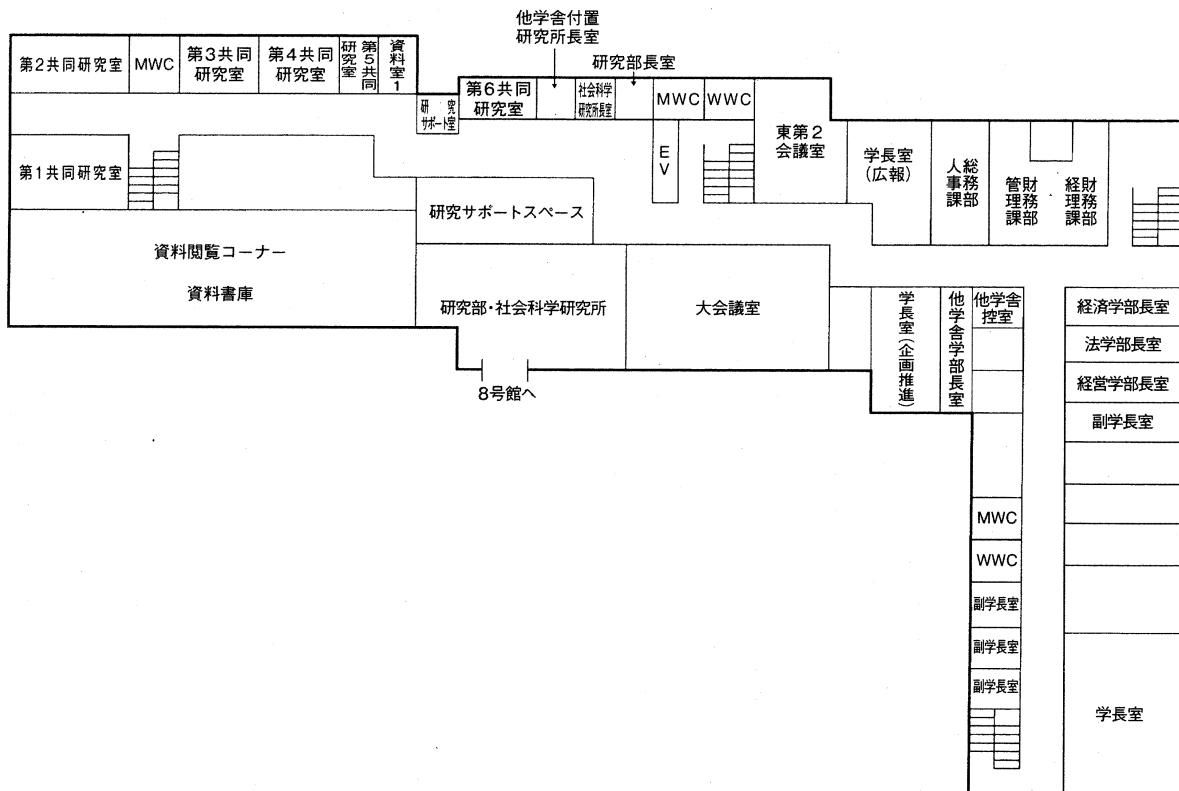 他学舎付置
研究所長室
研究部長室
第2共同研究室
MWC
第3共同
研究室
第4共同
研究室
第5共同
研究室
資料室1
研究
サポート室
第6共同
研究室
社会科学
研究所長室
MWC
WWC
EV
東第2
会議室
学長室
(広報)
総務部
人事課
財務部
管理課
財務部
経理課
第1共同研究室
研究サポートスペース
資料閲覧コーナー
資料書庫
研究部・社会科学研究所
大会議室
学長室(企画推進)
他学舎学部長室
他学舎
控室
経済学部長室
法学部長室
経営学部長室
副学長室
8号館へ
MWC
WWC
副学長室
副学長室
副学長室
学長室